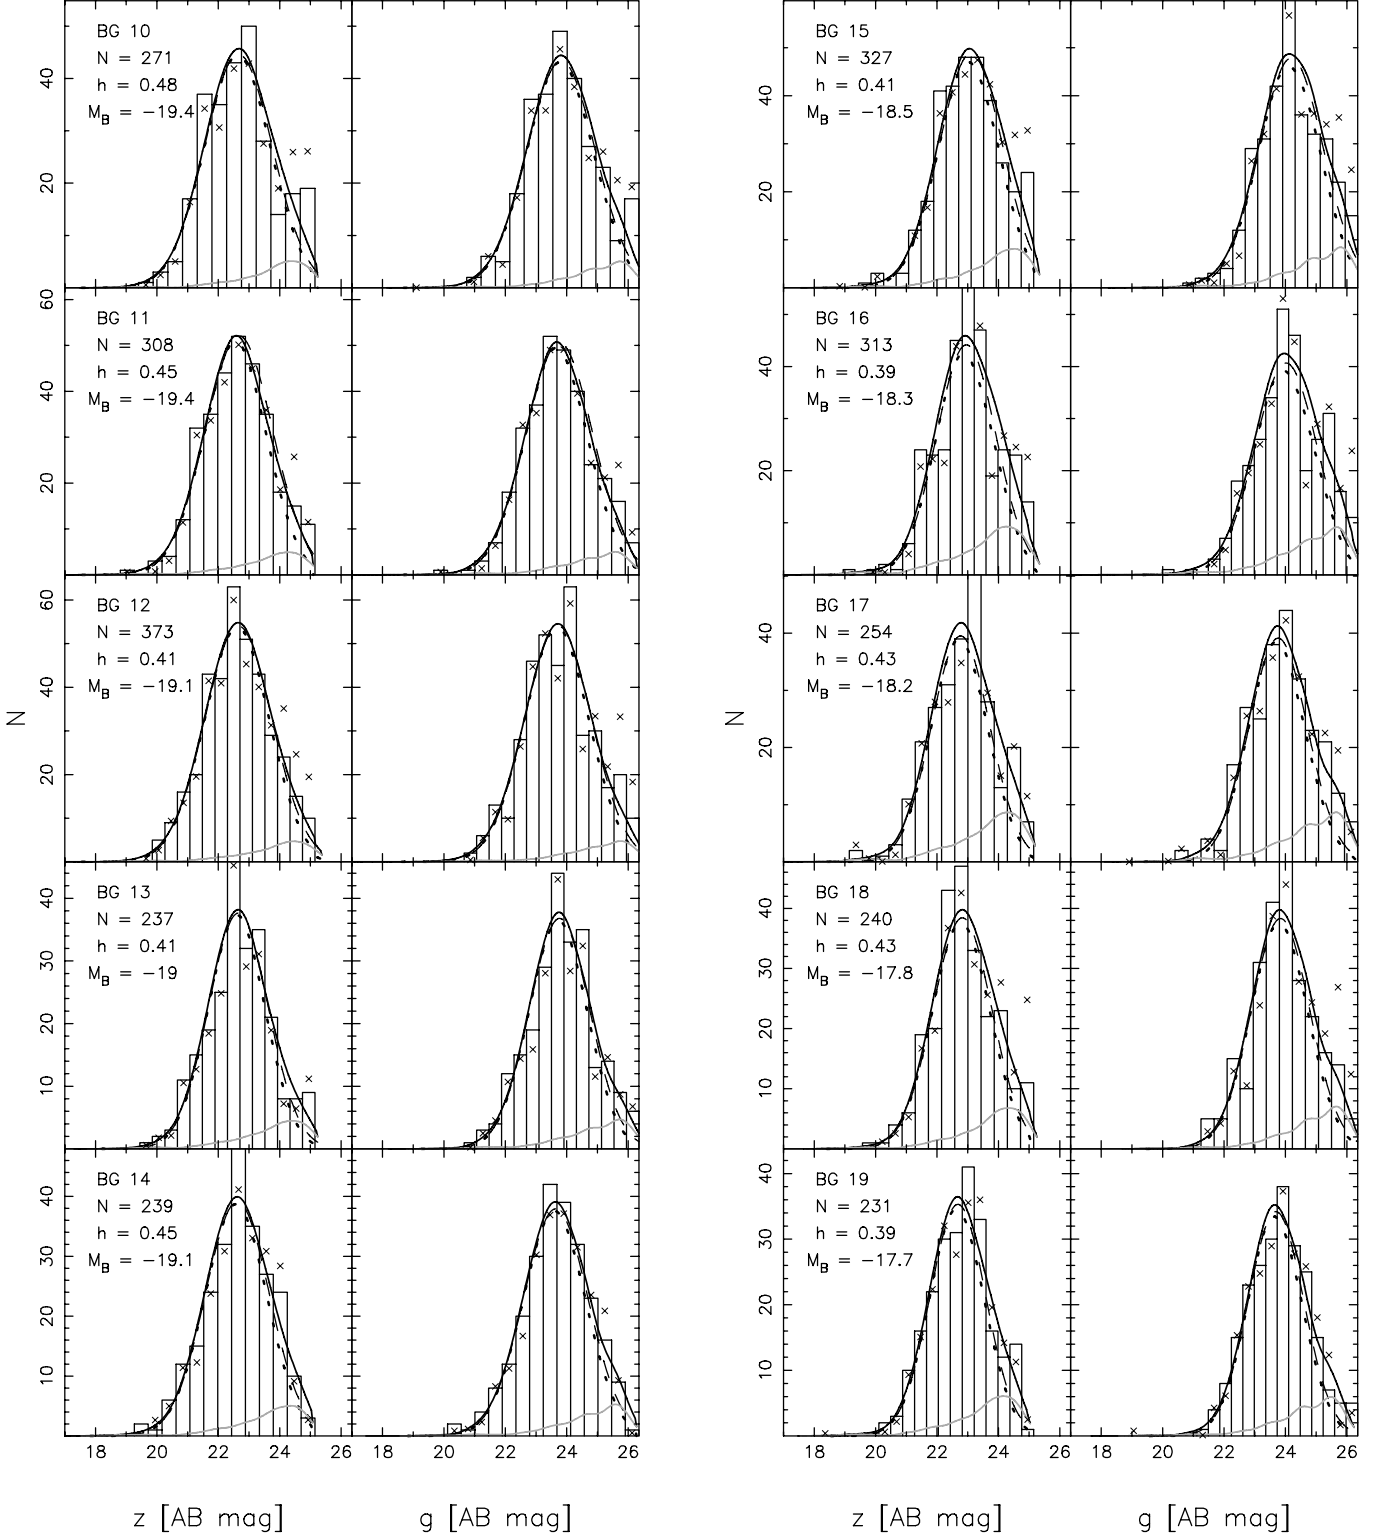 BG 10
N = 271
h = 0.48
M_B = −19.4
20
40
BG 11
N = 308
h = 0.45
M_B = −19.4
20
40
60
BG 12
N = 373
h = 0.41
M_B = −19.1
20
40
60
N
BG 13
N = 237
h = 0.41
M_B = −19
10
20
30
40
BG 14
N = 239
h = 0.45
M_B = −19.1
10
20
30
40
18 20 22 24 26
18 20 22 24 26
z [AB mag]
g [AB mag]
BG 15
N = 327
h = 0.41
M_B = −18.5
20
40
BG 16
N = 313
h = 0.39
M_B = −18.3
20
40
BG 17
N = 254
h = 0.43
M_B = −18.2
20
40
N
BG 18
N = 240
h = 0.43
M_B = −17.8
10
20
30
40
BG 19
N = 231
h = 0.39
M_B = −17.7
10
20
30
40
18 20 22 24 26
18 20 22 24 26
z [AB mag]
g [AB mag]